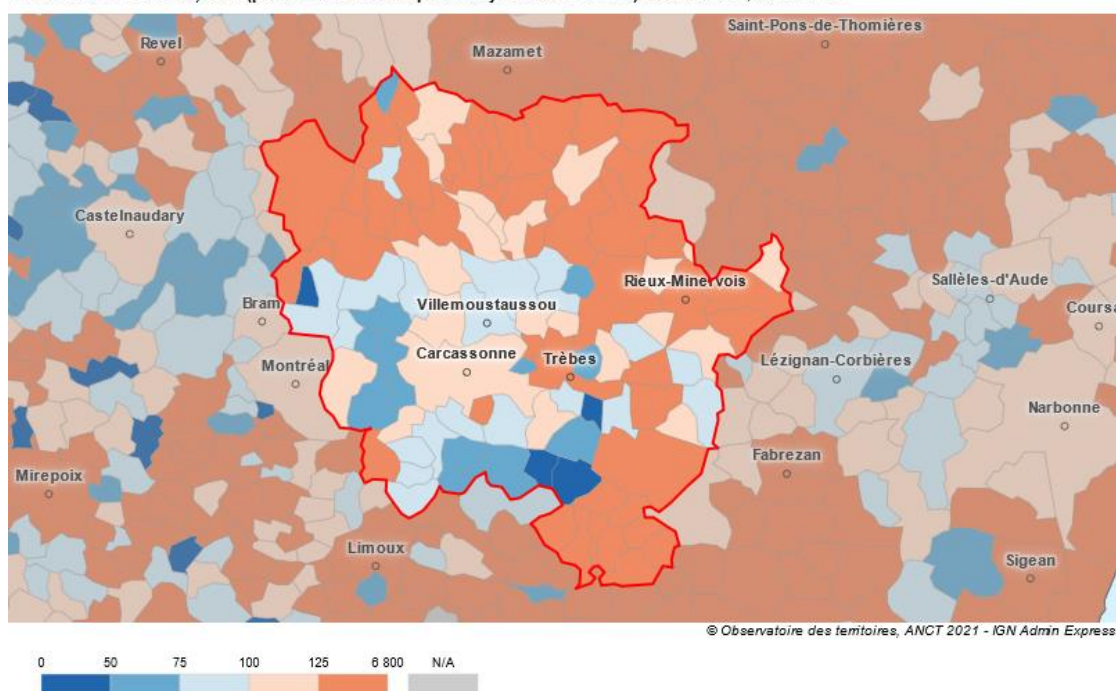 Saint-Pons-de-Thomières
Revel
Mazamet
Castelnaudary
Rieux-Minervois
Sallèles-d'Aude
Bram
Villemoustaussou
Coursa
Montréal
Carcassonne
Trèbes
Lézignan-Corbières
Narbonne
Mirepoix
Fabrezan
Limoux
Sigean
© Observatoire des territoires, ANCT 2021 - IGN Admin Express
0 50 75 100 125 6 800 N/A